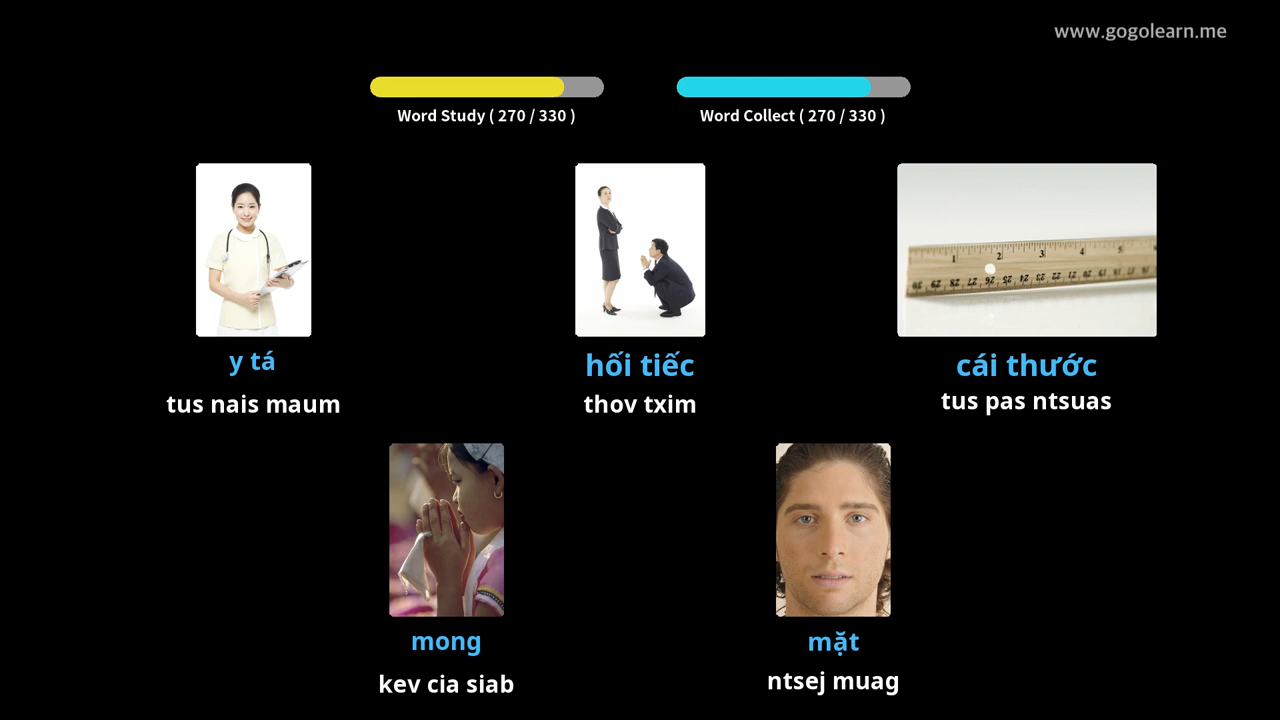 www.gogolearn.me
Word Study ( 270 / 330 )
Word Collect ( 270 / 330 )
y tá
tus nais maum
hối tiếc
thov txim
cái thước
tus pas ntsuas
mong
kev cia siab
mặt
ntsej muag